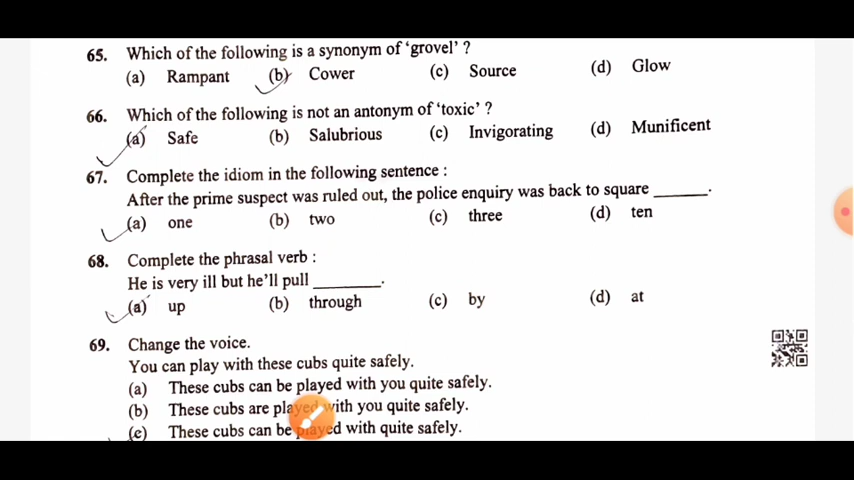 65. Which of the following is a synonym of 'grovel' ?
(a) Rampant (b) Cower (c) Source (d) Glow
66. Which of the following is not an antonym of 'toxic' ?
(a) Safe (b) Salubrious (c) Invigorating (d) Munificent
67. Complete the idiom in the following sentence :
After the prime suspect was ruled out, the police enquiry was back to square ______.
(a) one (b) two (c) three (d) ten
68. Complete the phrasal verb :
He is very ill but he'll pull ________.
(a) up (b) through (c) by (d) at
69. Change the voice.
You can play with these cubs quite safely.
(a) These cubs can be played with you quite safely.
(b) These cubs are played with you quite safely.
(c) These cubs can be played with quite safely.